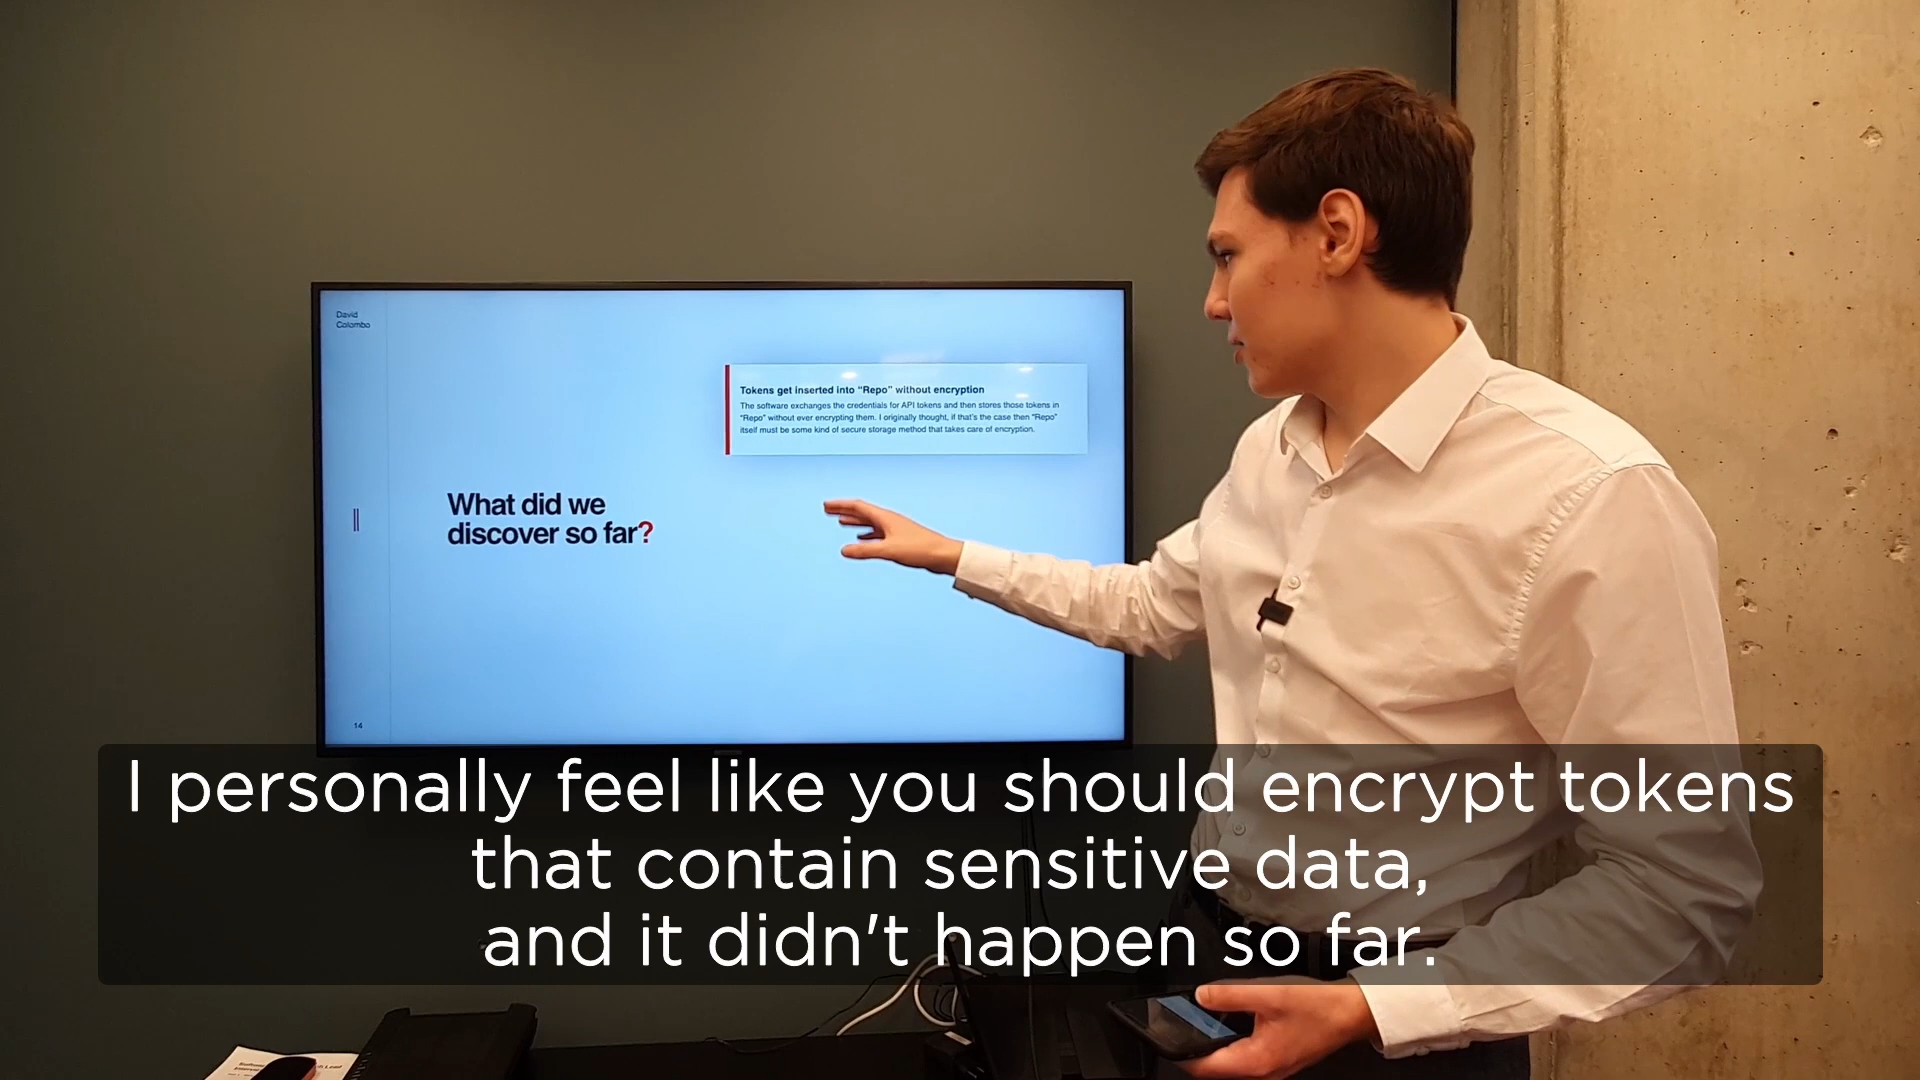 David
Colombo
Tokens get inserted into “Repo” without encryption
The software exchanges the credentials for API tokens and then stores those tokens in
“Repo” without ever encrypting them. I originally thought, if that's the case then “Repo”
itself must be some kind of secure storage method that takes care of encryption.
What did we
discover so far?
14
I personally feel like you should encrypt tokens
that contain sensitive data,
and it didn't happen so far.